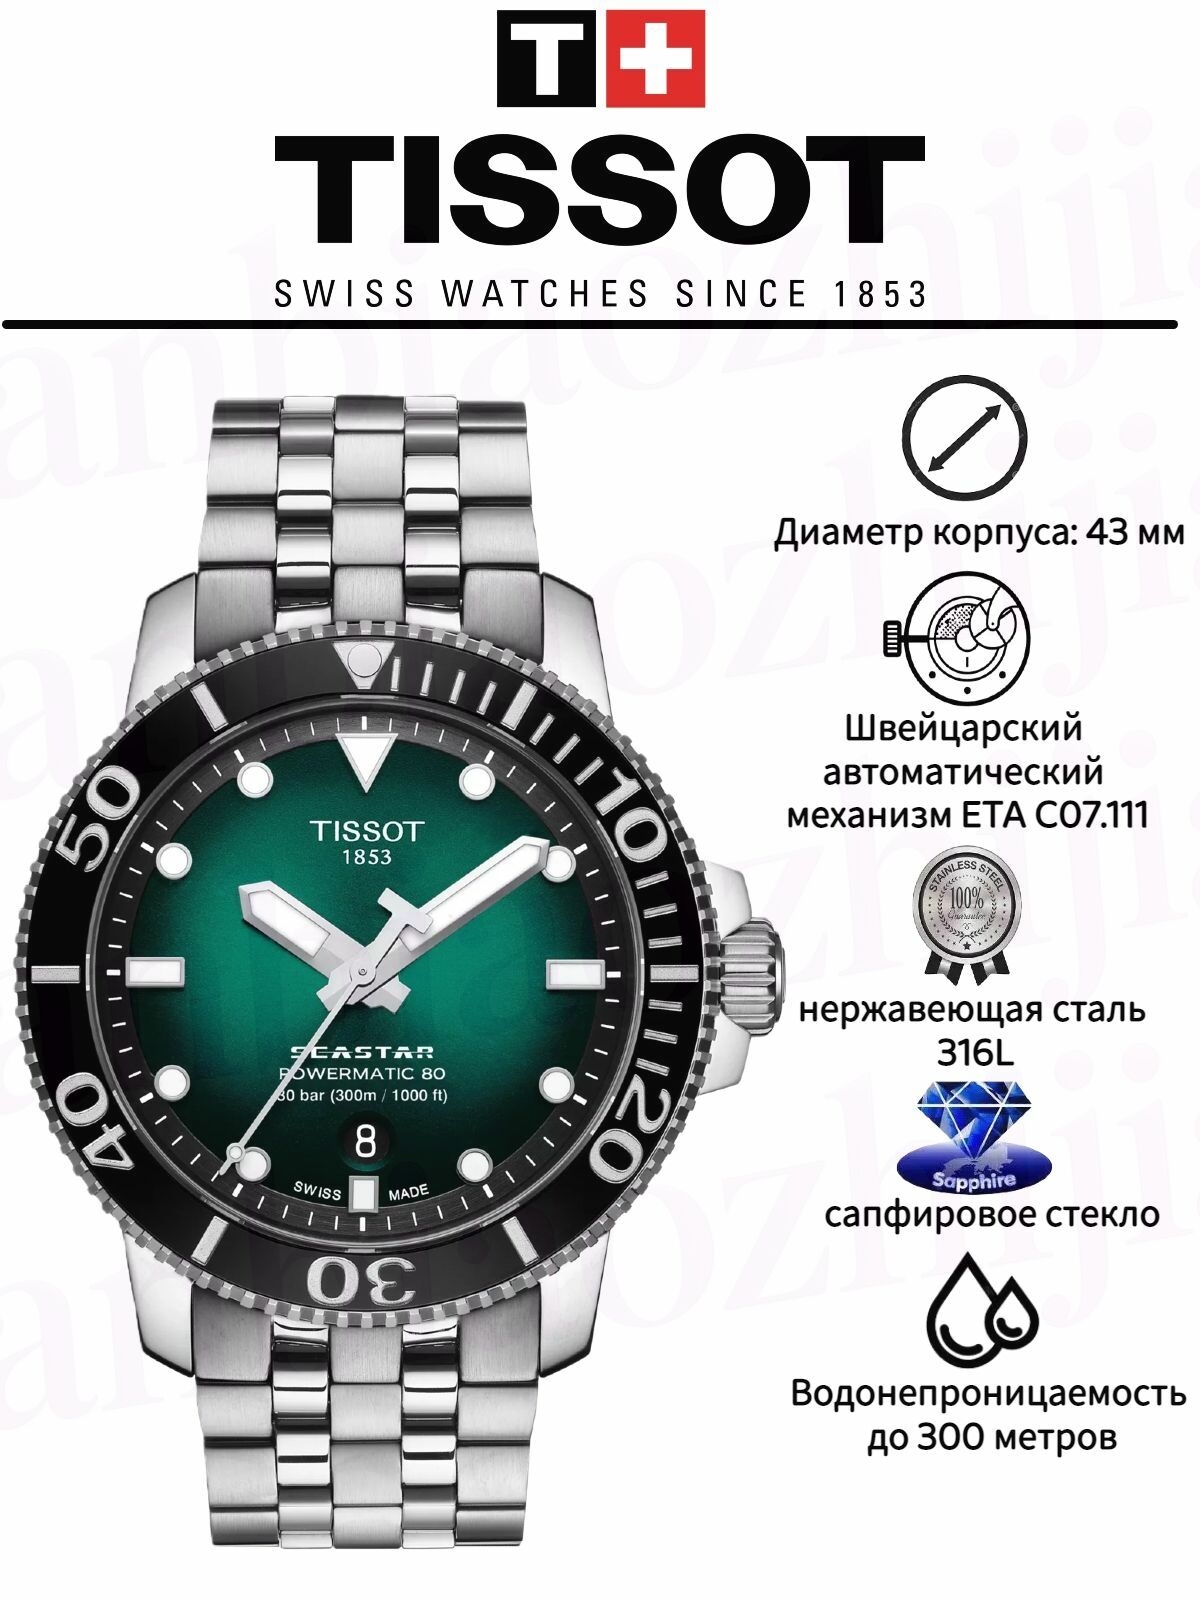 T+
TISSOT
SWISS WATCHES SINCE 1853
Диаметр корпуса: 43 мм
Швейцарский
автоматический
механизм ETA C07.111
STAINLESS STEEL
100%
Guarantee
нержавеющая сталь
316L
Sapphire
сапфировое стекло
Водонепроницаемость
до 300 метров
10
20
30
40
50
TISSOT
1853
SEASTAR
POWERMATIC 80
30 bar (300m / 1000 ft)
8
SWISS MADE